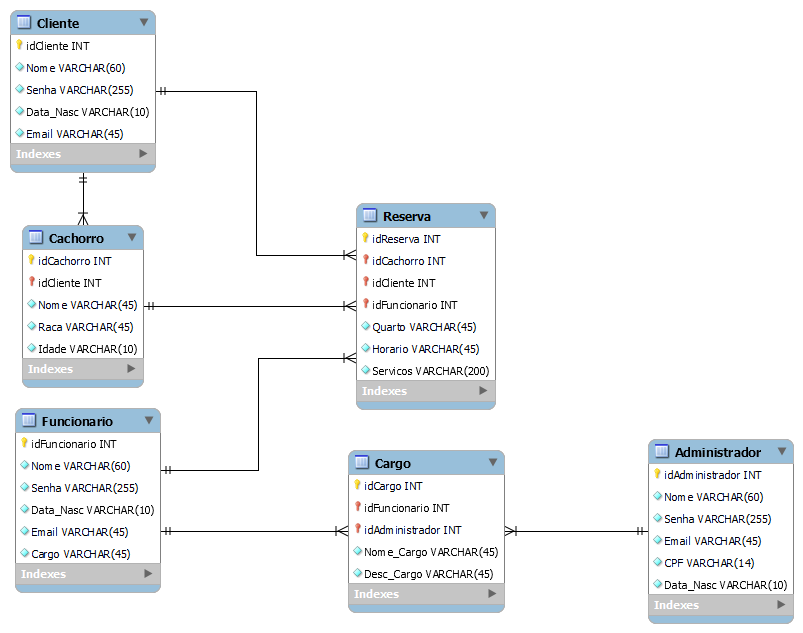 Cliente
idCliente INT
Nome VARCHAR(60)
Senha VARCHAR(255)
Data_Nasc VARCHAR(10)
Email VARCHAR(45)
Indexes
Cachorro
idCachorro INT
idCliente INT
Nome VARCHAR(45)
Raca VARCHAR(45)
Idade VARCHAR(10)
Indexes
Reserva
idReserva INT
idCachorro INT
idCliente INT
idFuncionario INT
Quarto VARCHAR(45)
Horario VARCHAR(45)
Servicos VARCHAR(200)
Indexes
Funcionario
idFuncionario INT
Nome VARCHAR(60)
Senha VARCHAR(255)
Data_Nasc VARCHAR(10)
Email VARCHAR(45)
Cargo VARCHAR(45)
Indexes
Cargo
idCargo INT
idFuncionario INT
idAdministrador INT
Nome_Cargo VARCHAR(45)
Desc_Cargo VARCHAR(45)
Indexes
Administrador
idAdministrador INT
Nome VARCHAR(60)
Senha VARCHAR(255)
Email VARCHAR(45)
CPF VARCHAR(14)
Data_Nasc VARCHAR(10)
Indexes